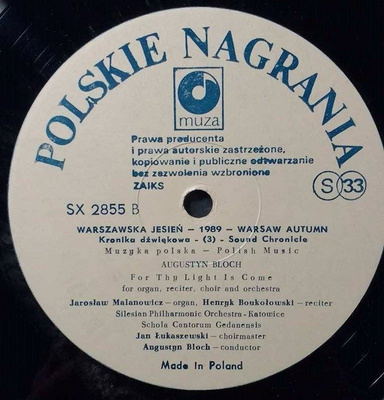 POLSKIE NAGRANIA
muza
Prawa producenta
i prawa autorskie zastrzeżone,
kopiowanie i publiczne odtwarzanie
bez zezwolenia wzbronione
ZAIKS
S 33
SX 2855 B
WARSZAWSKA JESIEŃ – 1989 – WARSAW AUTUMN
Kronika dźwiękowa – (3) – Sound Chronicle
Muzyka polska – Polish Music
AUGUSTYN BLOCH
For Thy Light Is Come
for organ, reciter, choir and orchestra
Jarosław Malanowicz – organ, Henryk Boukołowski – reciter
Silesian Philharmonic Orchestra - Katowice
Schola Cantorum Gedanensis
Jan Łukaszewski – choirmaster
Augustyn Bloch – conductor
Made in Poland